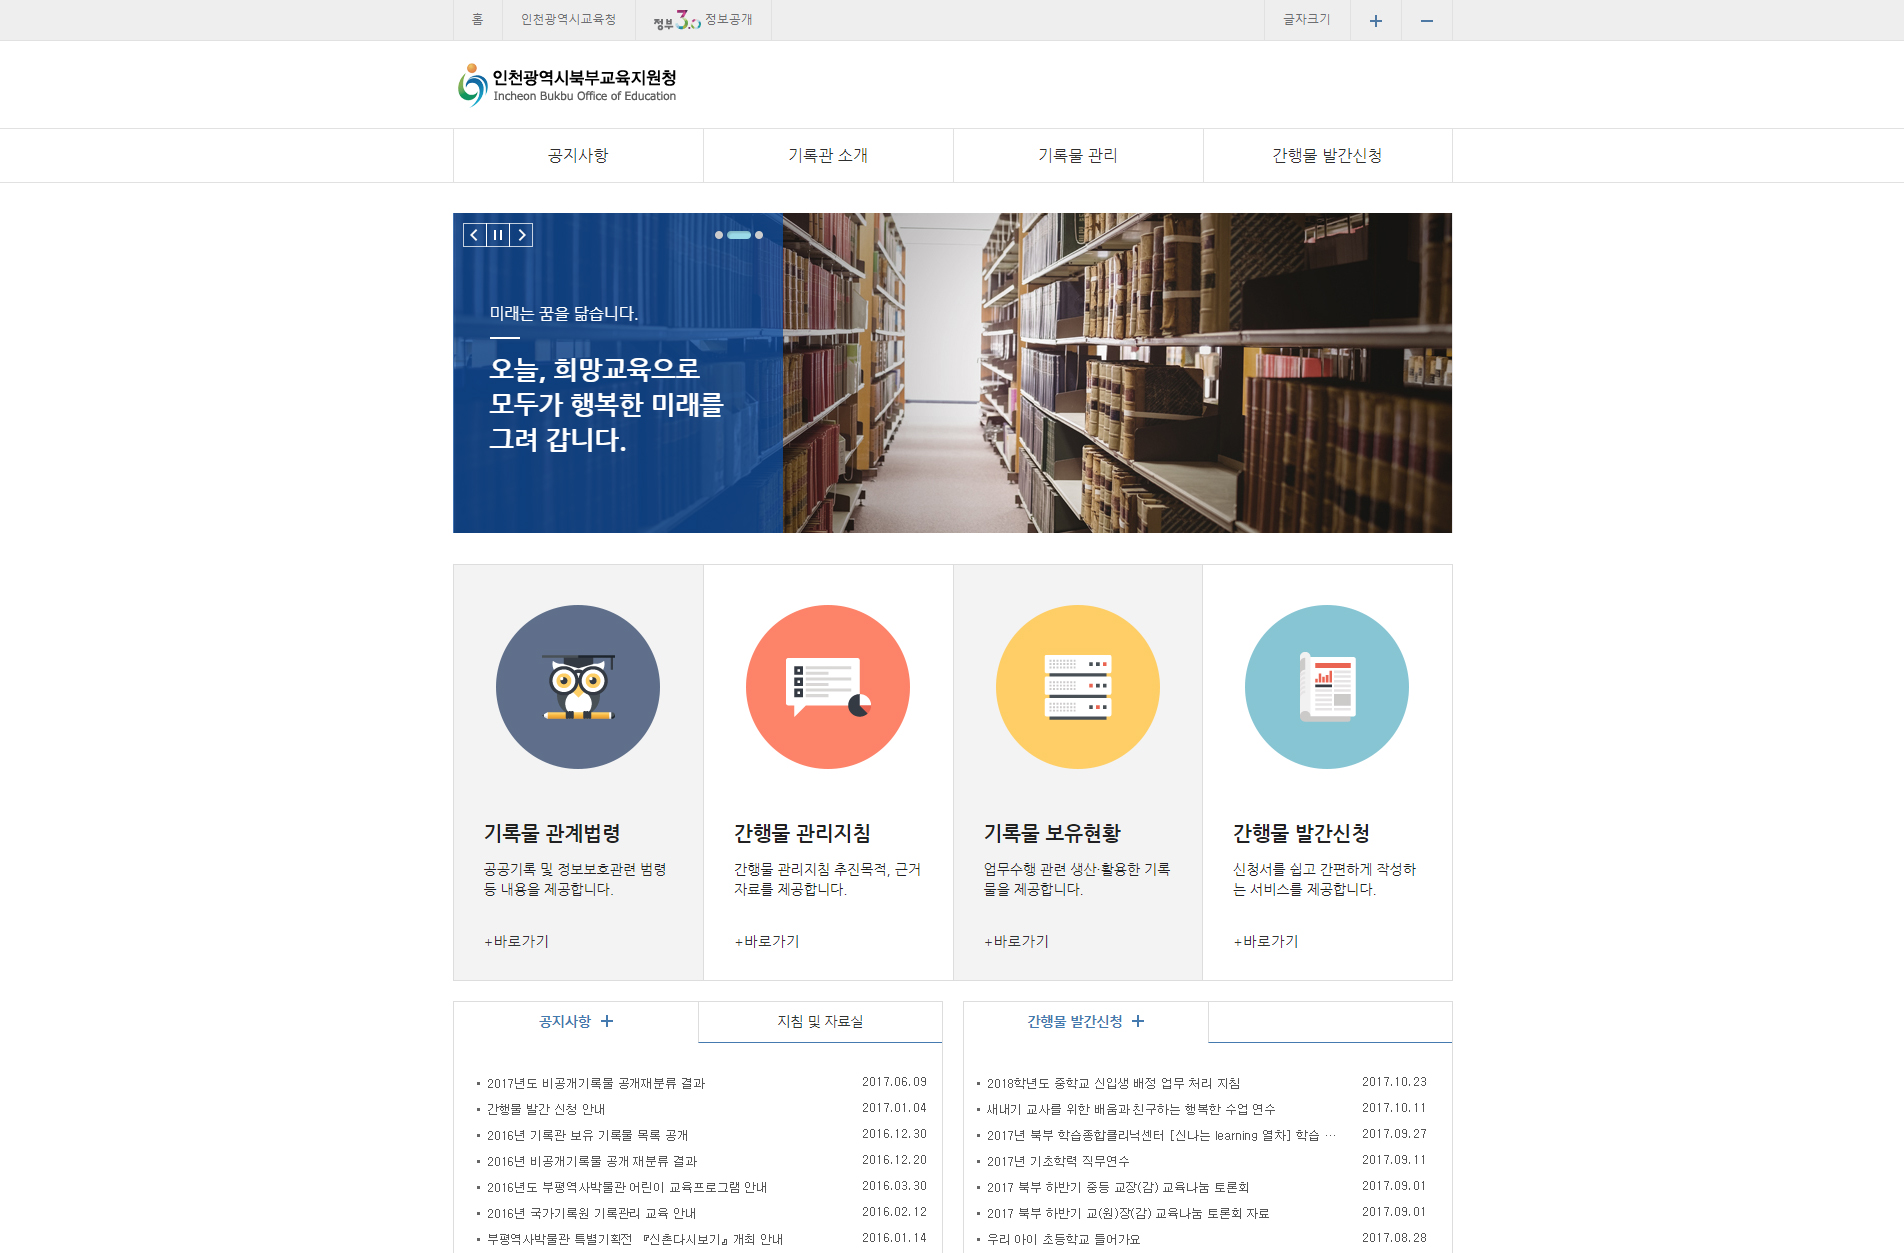 홈
인천광역시교육청
정부3.0 정보공개
글자크기
인천광역시북부교육지원청
Incheon Bukbu Office of Education
공지사항
기록관 소개
기록물 관리
간행물 발간신청
미래는 꿈을 닮습니다.
오늘, 희망교육으로
모두가 행복한 미래를
그려 갑니다.
기록물 관계법령
공공기록 및 정보보호관련 법령
등 내용을 제공합니다.
+바로가기
간행물 관리지침
간행물 관리지침 추진목적, 근거
자료를 제공합니다.
+바로가기
기록물 보유현황
업무수행 관련 생산·활용한 기록
물을 제공합니다.
+바로가기
간행물 발간신청
신청서를 쉽고 간편하게 작성하
는 서비스를 제공합니다.
+바로가기
공지사항
지침 및 자료실
2017년도 비공개기록물 공개재분류 결과 2017.06.09
간행물 발간 신청 안내 2017.01.04
2016년 기록관 보유 기록물 목록 공개 2016.12.30
2016년 비공개기록물 공개 재분류 결과 2016.12.20
2016년도 부평역사박물관 어린이 교육프로그램 안내 2016.03.30
2016년 국가기록원 기록관리 교육 안내 2016.02.12
부평역사박물관 특별기획전 『신촌다시보기』 개최 안내 2016.01.14
간행물 발간신청
2018학년도 중학교 신입생 배정 업무 처리 지침 2017.10.23
새내기 교사를 위한 배움과 친구하는 행복한 수업 연수 2017.10.11
2017년 북부 학습종합클리닉센터 [신나는 learning 열차] 학습 … 2017.09.27
2017년 기초학력 직무연수 2017.09.11
2017 북부 하반기 중등 교장(감) 교육나눔 토론회 2017.09.01
2017 북부 하반기 교(원)장(감) 교육나눔 토론회 자료 2017.09.01
우리 아이 초등학교 들어가요 2017.08.28